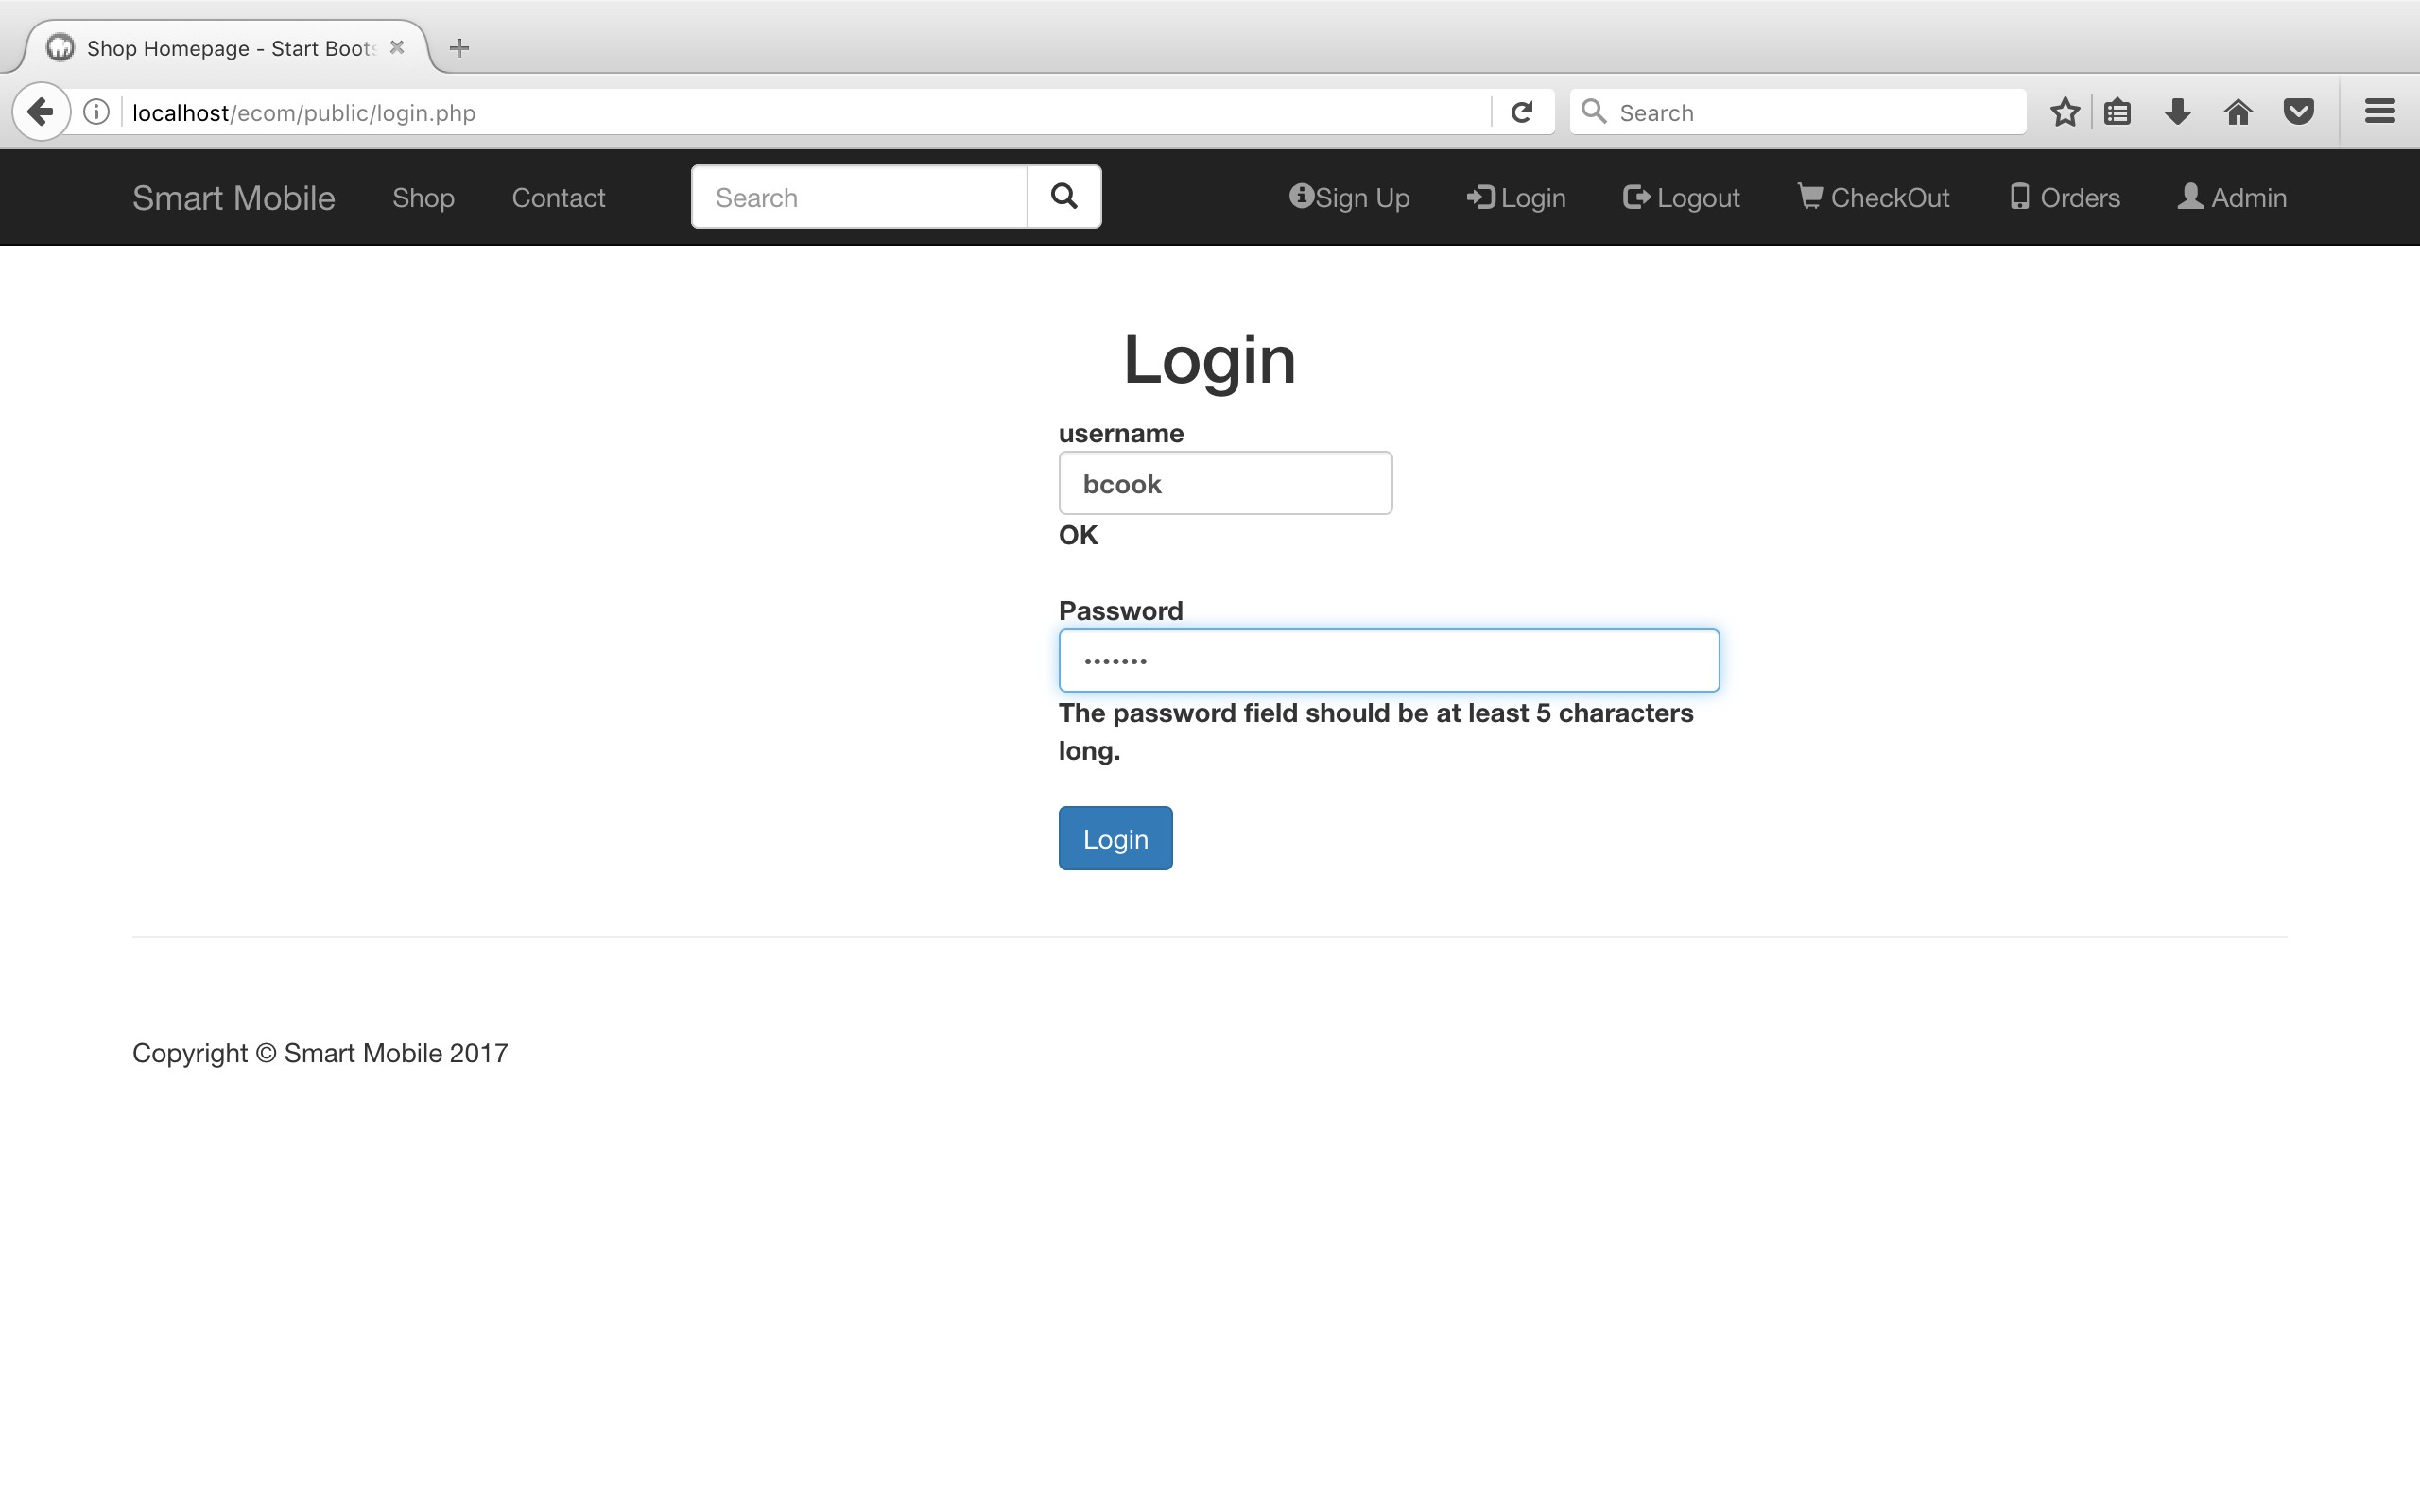 Shop Homepage - Start Boots
localhost/ecom/public/login.php
Search
Smart Mobile
Shop
Contact
Search
Sign Up
Login
Logout
CheckOut
Orders
Admin
Login
username
bcook
OK
Password
•••••••
The password field should be at least 5 characters
long.
Login
Copyright © Smart Mobile 2017